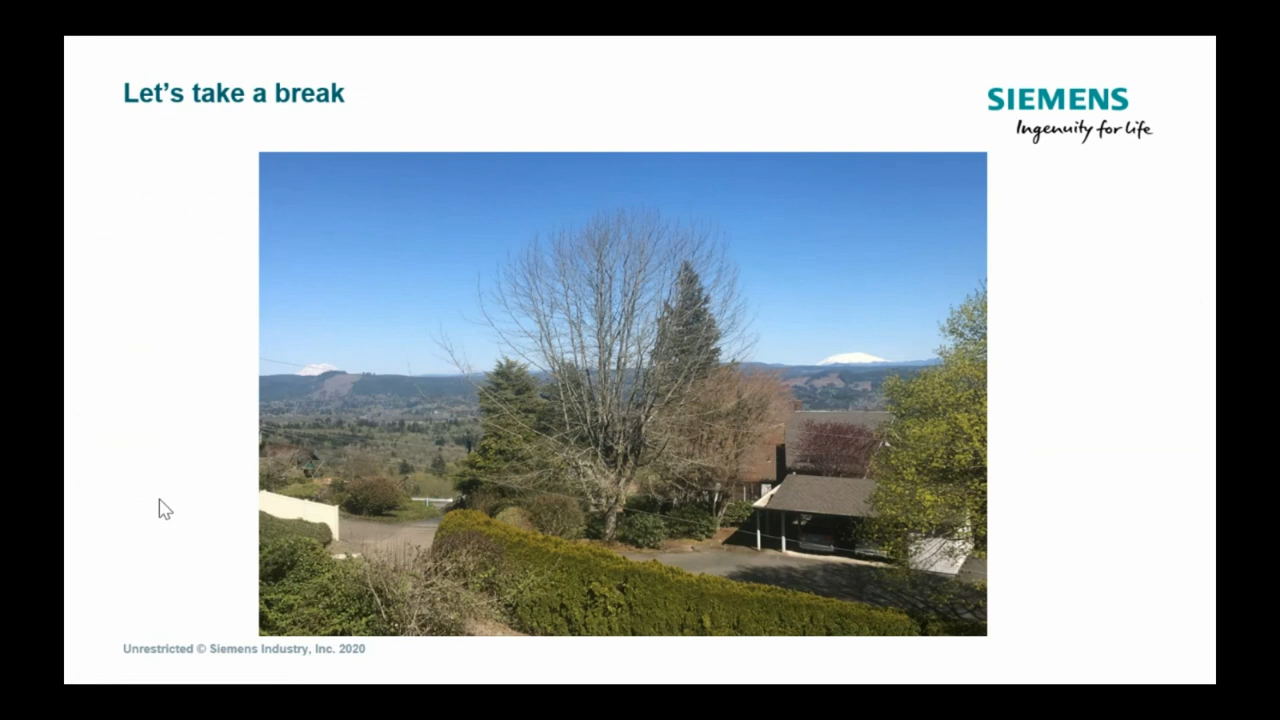 Let's take a break
SIEMENS
Ingenuity for life
Unrestricted © Siemens Industry, Inc. 2020